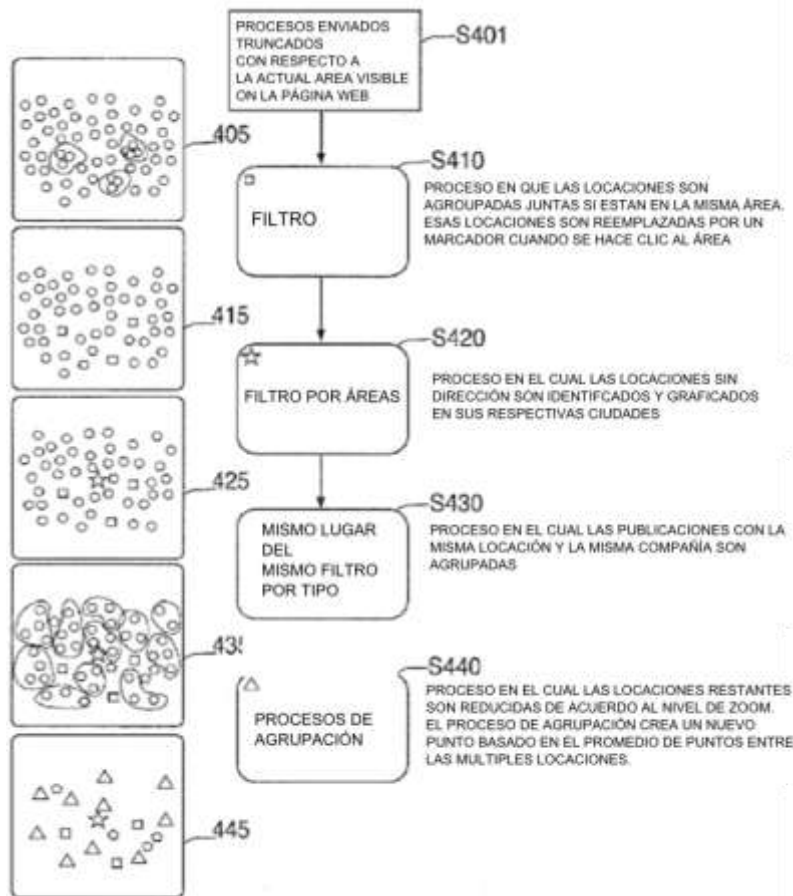 PROCESOS ENVIADOS
TRUNCADOS
CON RESPECTO A
LA ACTUAL AREA VISIBLE
ON LA PÁGINA WEB
S401
405
S410
FILTRO
PROCESO EN QUE LAS LOCACIONES SON
AGROUPADAS JUNTAS SI ESTAN EN LA MISMA ÁREA.
ESAS LOCACIONES SON REEMPLAZADAS POR UN
MARCADOR CUANDO SE HACE CLIC AL ÁREA
415
S420
FILTRO POR ÁREAS
PROCESO EN EL CUAL LAS LOCACIONES SIN
DIRECCIÓN SON IDENTIFCADOS Y GRAFICADOS
EN SUS RESPECTIVAS CIUDADES
425
S430
MISMO LUGAR
DEL
MISMO FILTRO
POR TIPO
PROCESO EN EL CUAL LAS PUBLICACIONES CON LA
MISMA LOCACIÓN Y LA MISMA COMPAÑÍA SON
AGRUPADAS
435
S440
PROCESOS DE
AGRUPACIÓN
PROCESO EN EL CUAL LAS LOCACIONES RESTANTES
SON REDUCIDAS DE ACUERDO AL NIVEL DE ZOOM.
EL PROCESO DE AGRUPACIÓN CREA UN NUEVO
PUNTO BASADO EN EL PROMEDIO DE PUNTOS ENTRE
LAS MULTIPLES LOCACIONES.
445